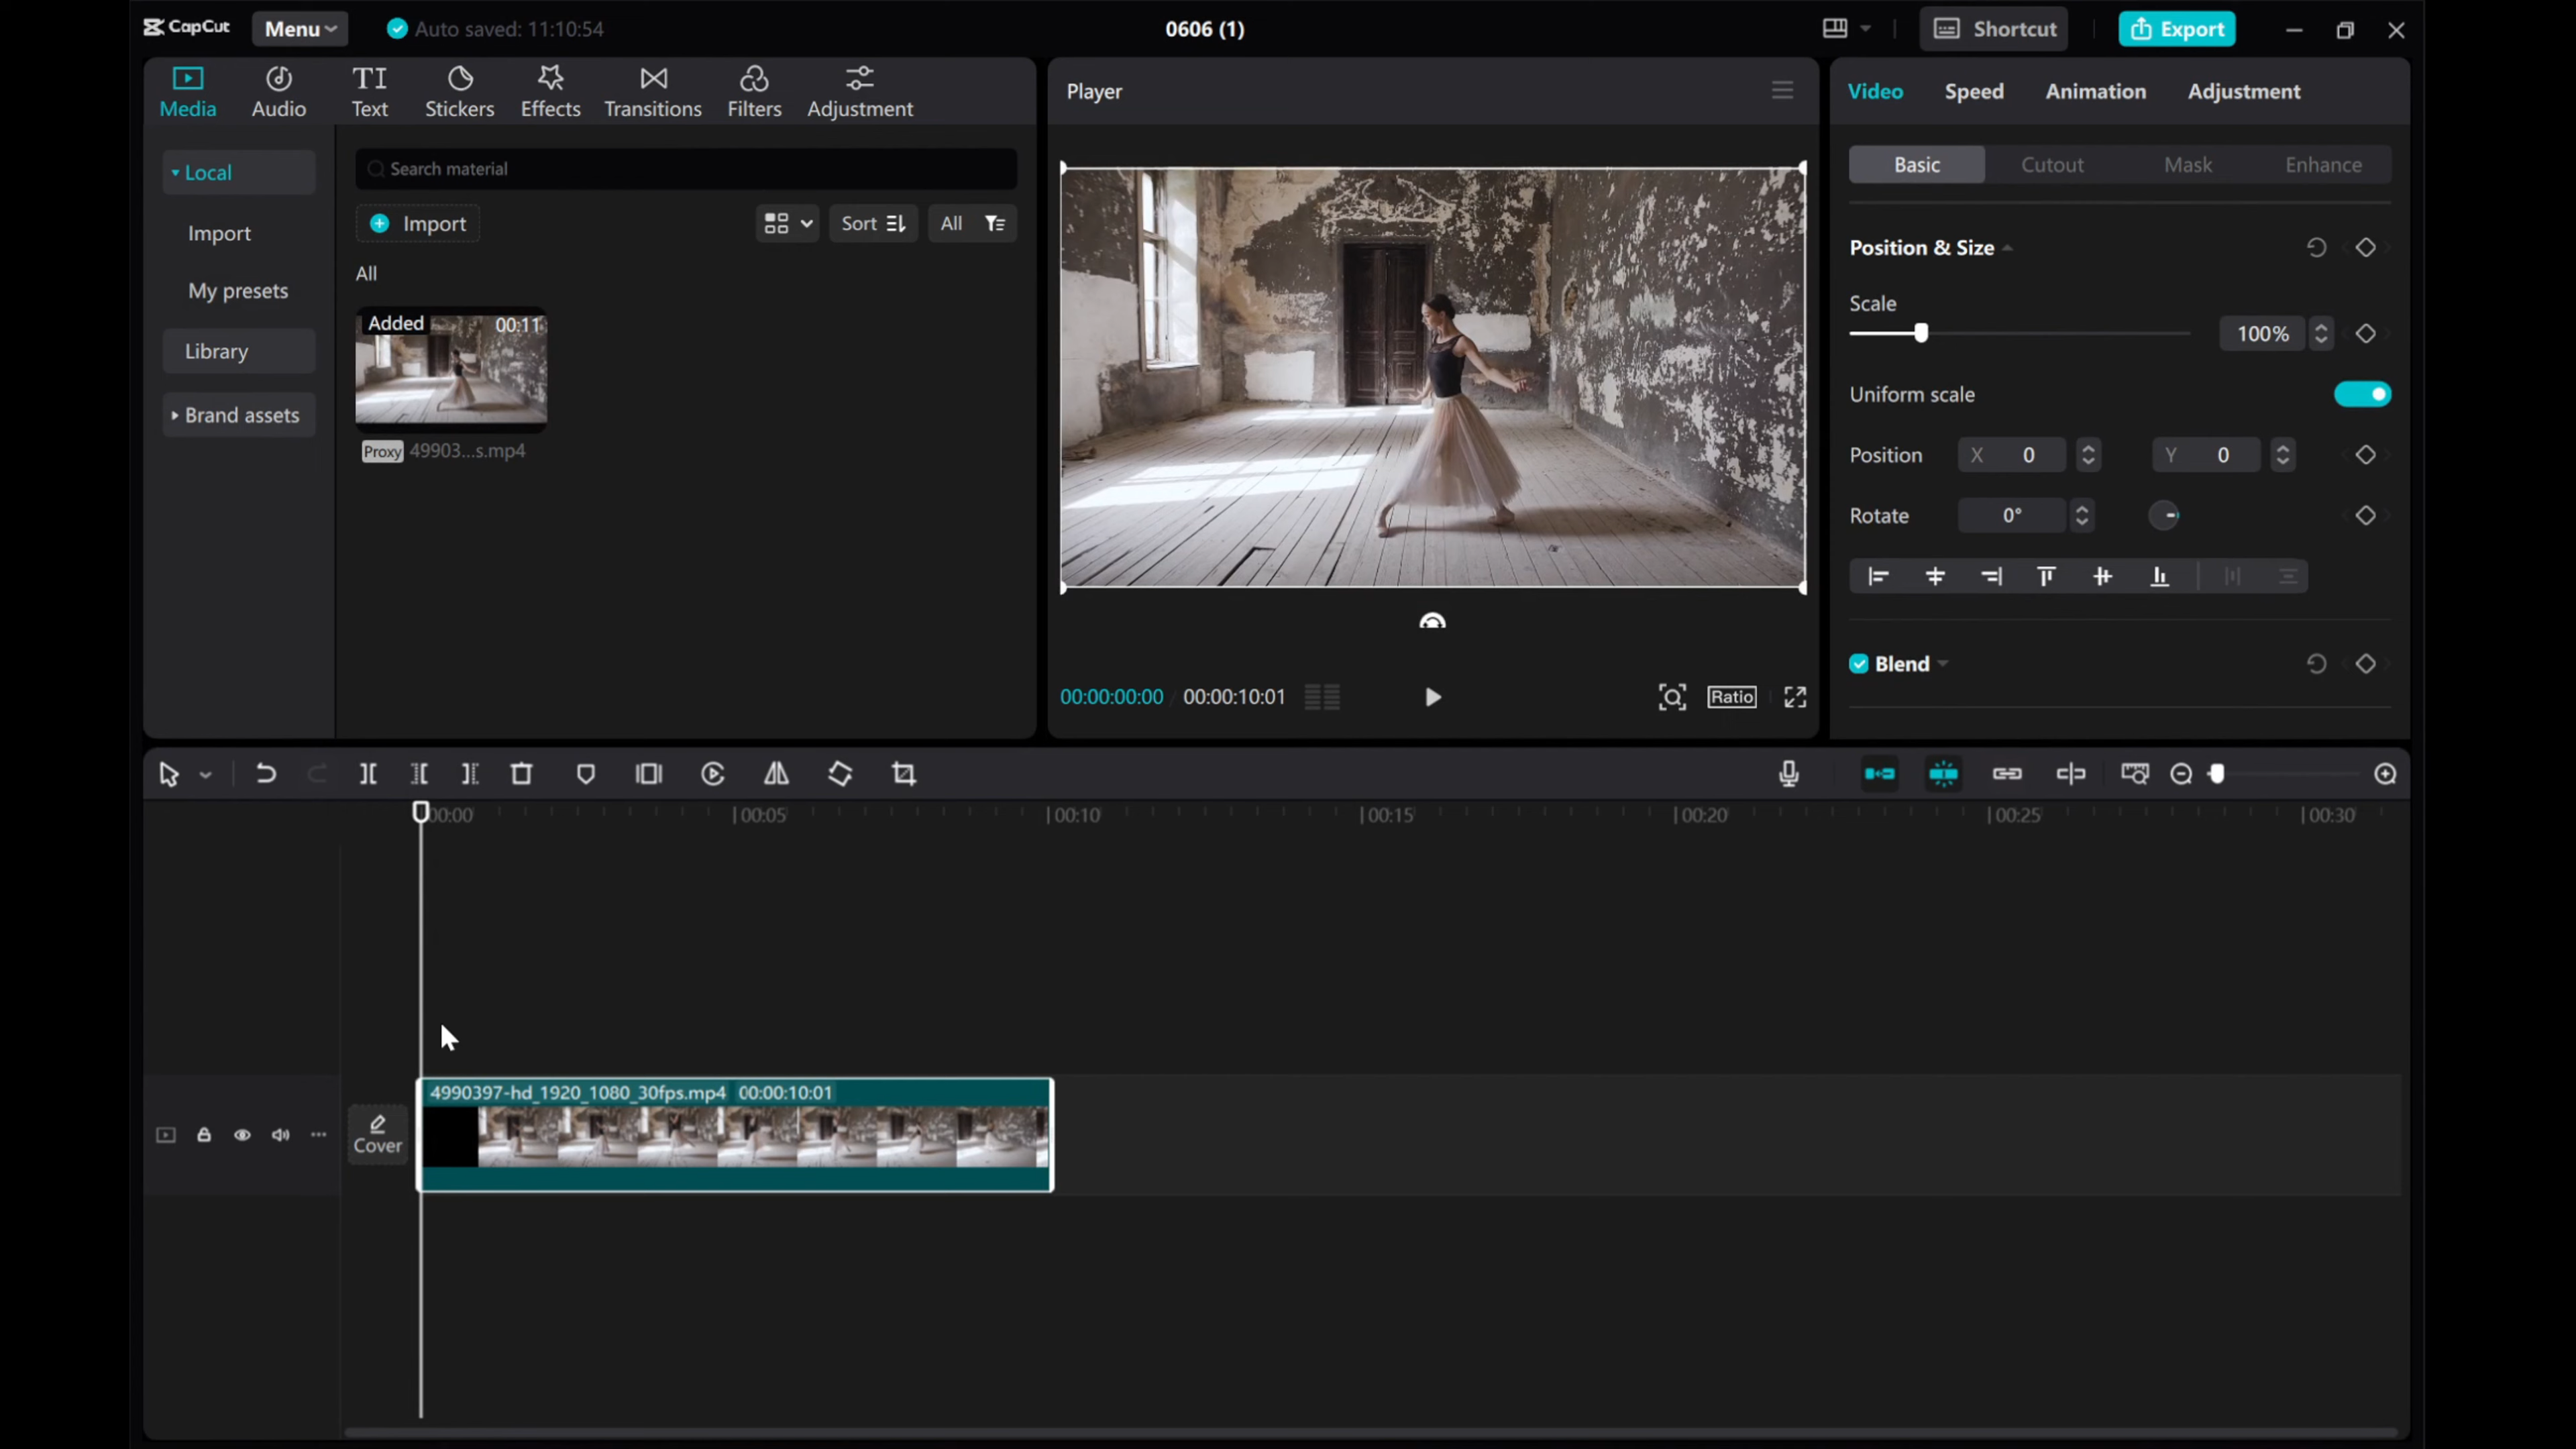 CapCut Menu Auto saved: 11:10:54 0606 (1) Shortcut Export
Media Audio Text Stickers Effects Transitions Filters Adjustment
Local
Import
My presets
Library
Brand assets
Search material
Import Sort All
All
Added 00:11
Proxy 49903...s.mp4
Player
00:00:00:00 00:00:10:01 Ratio
Video Speed Animation Adjustment
Basic Cutout Mask Enhance
Position & Size
Scale
100%
Uniform scale
Position X 0 Y 0
Rotate 0°
Blend
00:00 00:05 00:10 00:15 00:20 00:25 00:30
Cover
4990397-hd_1920_1080_30fps.mp4 00:00:10:01